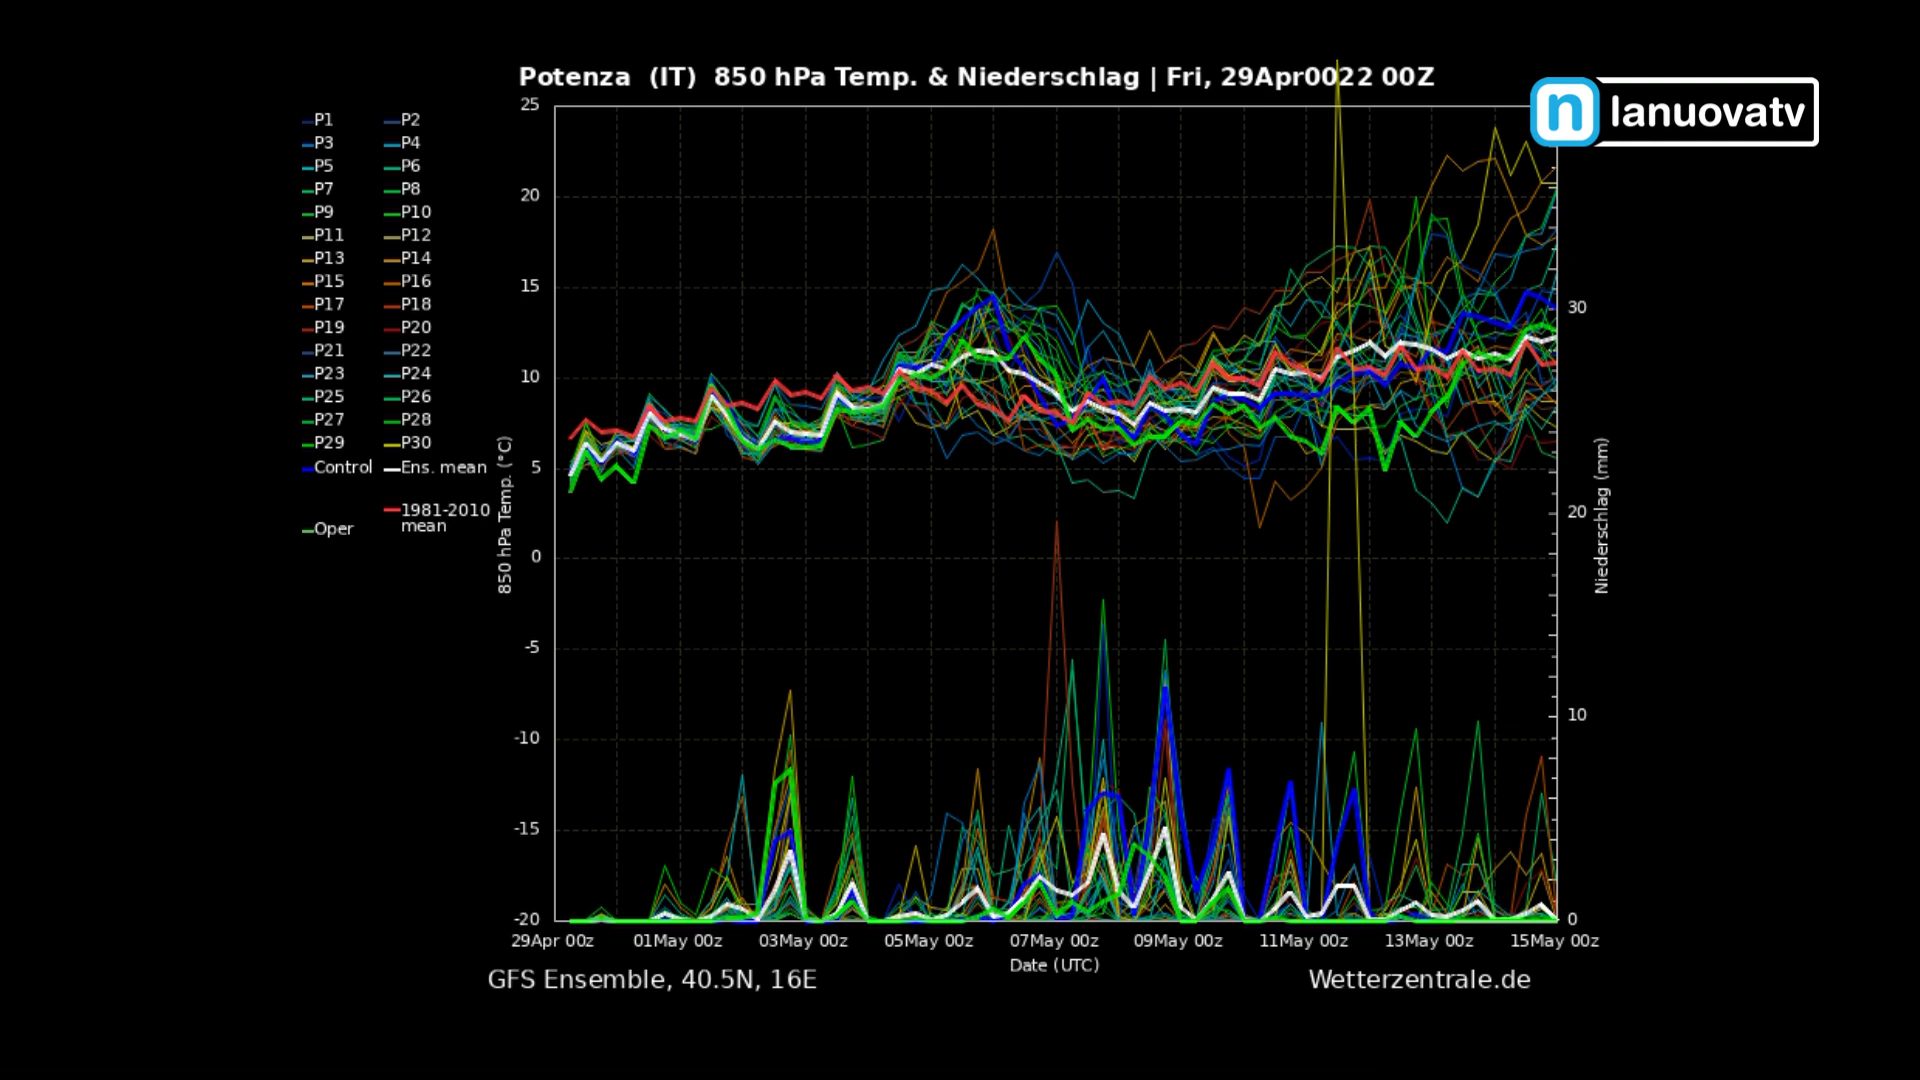 Potenza (IT) 850 hPa Temp. & Niederschlag | Fri, 29Apr0022 00Z
lanuovatv
n
P1 P2
P3 P4
P5 P6
P7 P8
P9 P10
P11 P12
P13 P14
P15 P16
P17 P18
P19 P20
P21 P22
P23 P24
P25 P26
P27 P28
P29 P30
Control Ens. mean
1981-2010
mean
Oper
850 hPa Temp. (°C)
25
20
15
10
5
0
-5
-10
-15
-20
30
20
10
0
Niederschlag (mm)
29Apr 00z 01May 00z 03May 00z 05May 00z 07May 00z 09May 00z 11May 00z 13May 00z 15May 00z
Date (UTC)
GFS Ensemble, 40.5N, 16E
Wetterzentrale.de